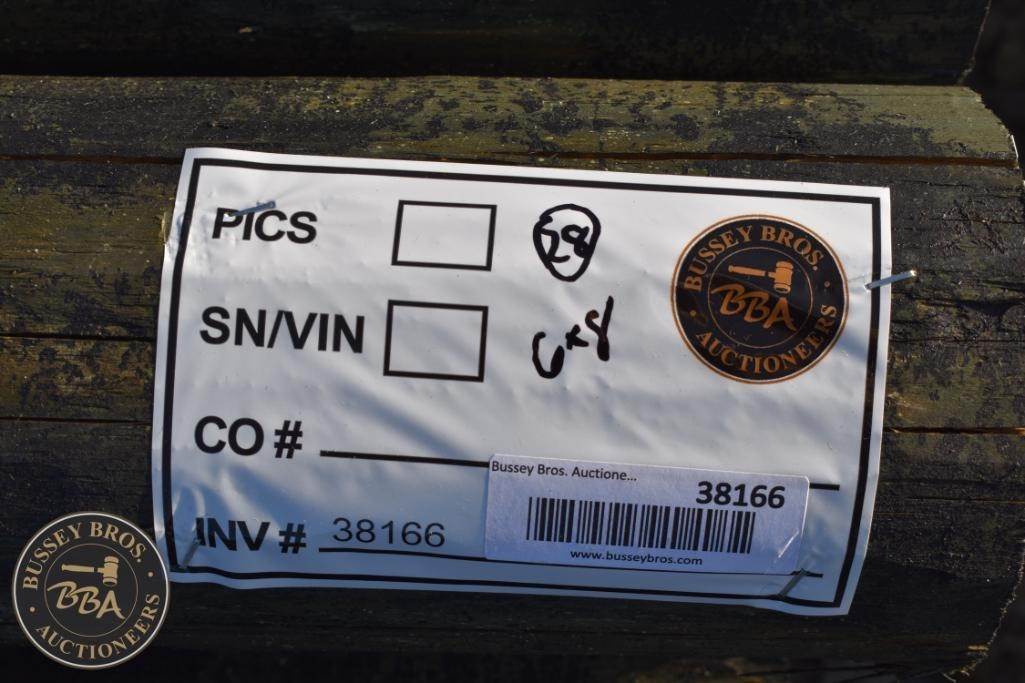 PICS
28
BUSSEY BROS.
BBA
AUCTIONEERS
SN/VIN
6x8
CO #
Bussey Bros. Auctione...
38166
INV # 38166
www.busseybros.com
BUSSEY BROS.
BBA
AUCTIONEERS